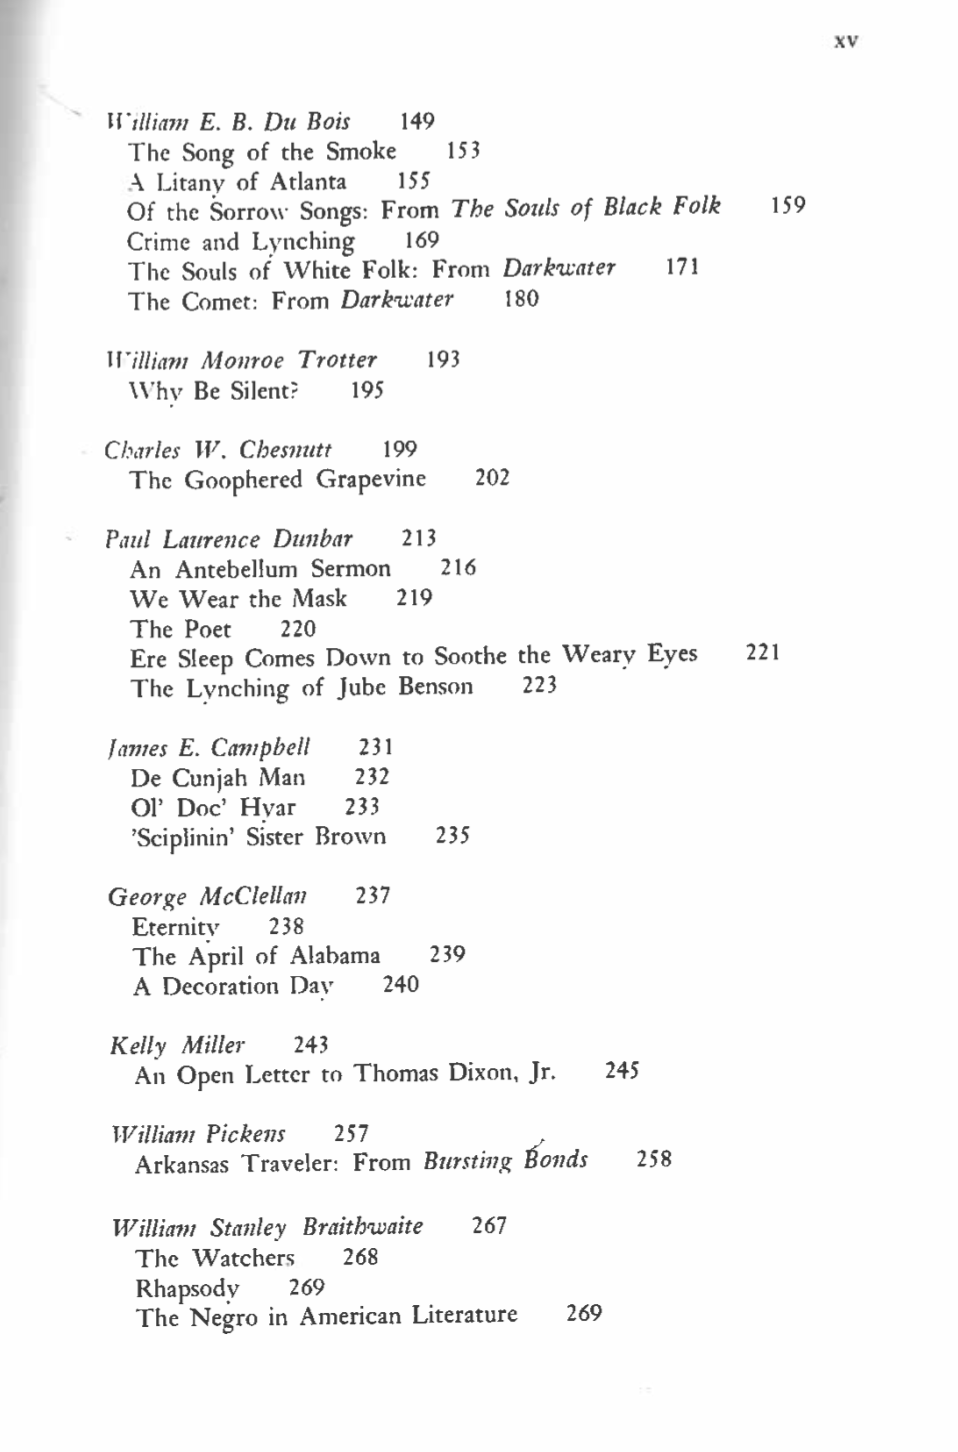 xv
William E. B. Du Bois 149
The Song of the Smoke 153
A Litany of Atlanta 155
Of the Sorrow Songs: From The Souls of Black Folk 159
Crime and Lynching 169
The Souls of White Folk: From Darkwater 171
The Comet: From Darkwater 180
William Monroe Trotter 193
Why Be Silent? 195
Charles W. Chesnutt 199
The Goophered Grapevine 202
Paul Laurence Dunbar 213
An Antebellum Sermon 216
We Wear the Mask 219
The Poet 220
Ere Sleep Comes Down to Soothe the Weary Eyes 221
The Lynching of Jube Benson 223
James E. Campbell 231
De Cunjah Man 232
Ol' Doc' Hyar 233
'Sciplinin' Sister Brown 235
George McClellan 237
Eternity 238
The April of Alabama 239
A Decoration Day 240
Kelly Miller 243
An Open Letter to Thomas Dixon, Jr. 245
William Pickens 257
Arkansas Traveler: From Bursting Bonds 258
William Stanley Braithwaite 267
The Watchers 268
Rhapsody 269
The Negro in American Literature 269